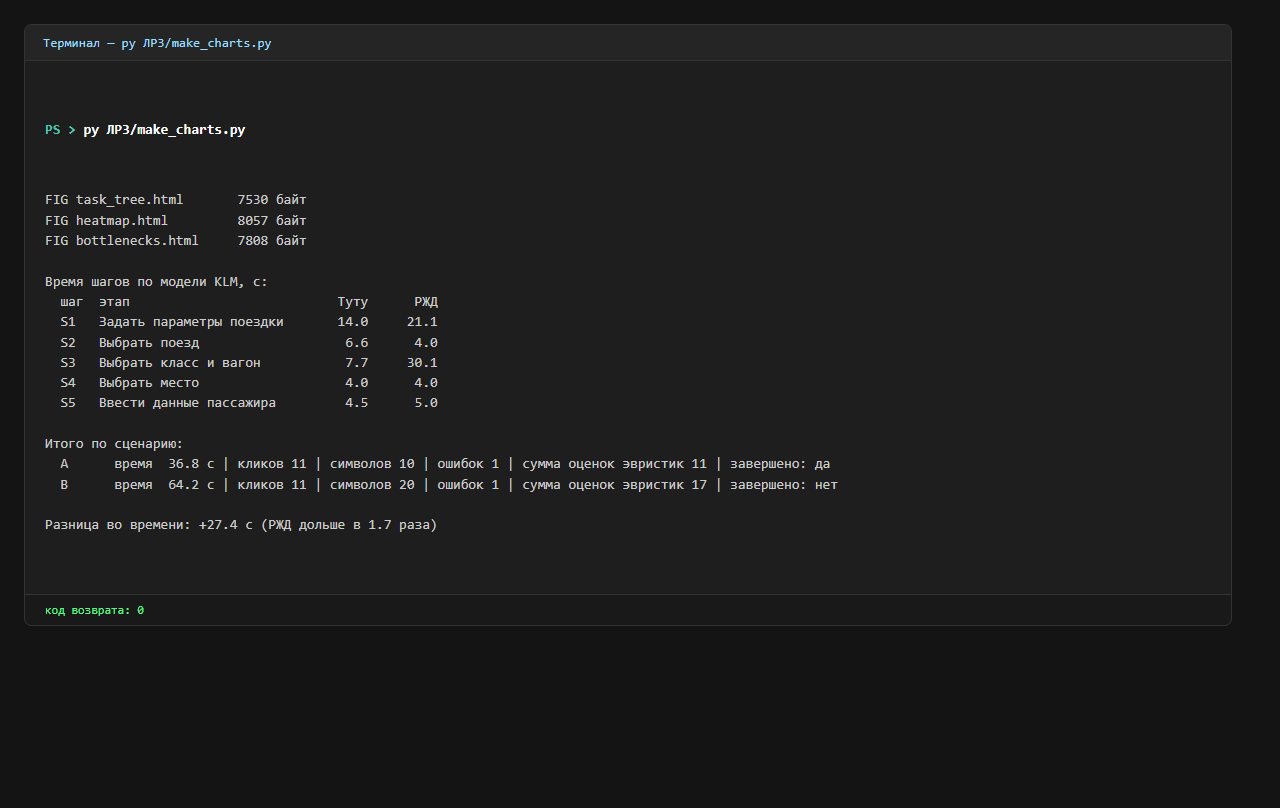 Терминал — py ЛР3/make_charts.py
PS > py ЛР3/make_charts.py
FIG task_tree.html       7530 байт
FIG heatmap.html         8057 байт
FIG bottlenecks.html     7808 байт
Время шагов по модели KLM, с:
  шаг  этап                           Туту      РЖД
  S1   Задать параметры поездки       14.0     21.1
  S2   Выбрать поезд                   6.6      4.0
  S3   Выбрать класс и вагон           7.7     30.1
  S4   Выбрать место                   4.0      4.0
  S5   Ввести данные пассажира         4.5      5.0
Итого по сценарию:
  A      время  36.8 с | кликов 11 | символов 10 | ошибок 1 | сумма оценок эвристик 11 | завершено: да
  B      время  64.2 с | кликов 11 | символов 20 | ошибок 1 | сумма оценок эвристик 17 | завершено: нет
Разница во времени: +27.4 с (РЖД дольше в 1.7 раза)
код возврата: 0